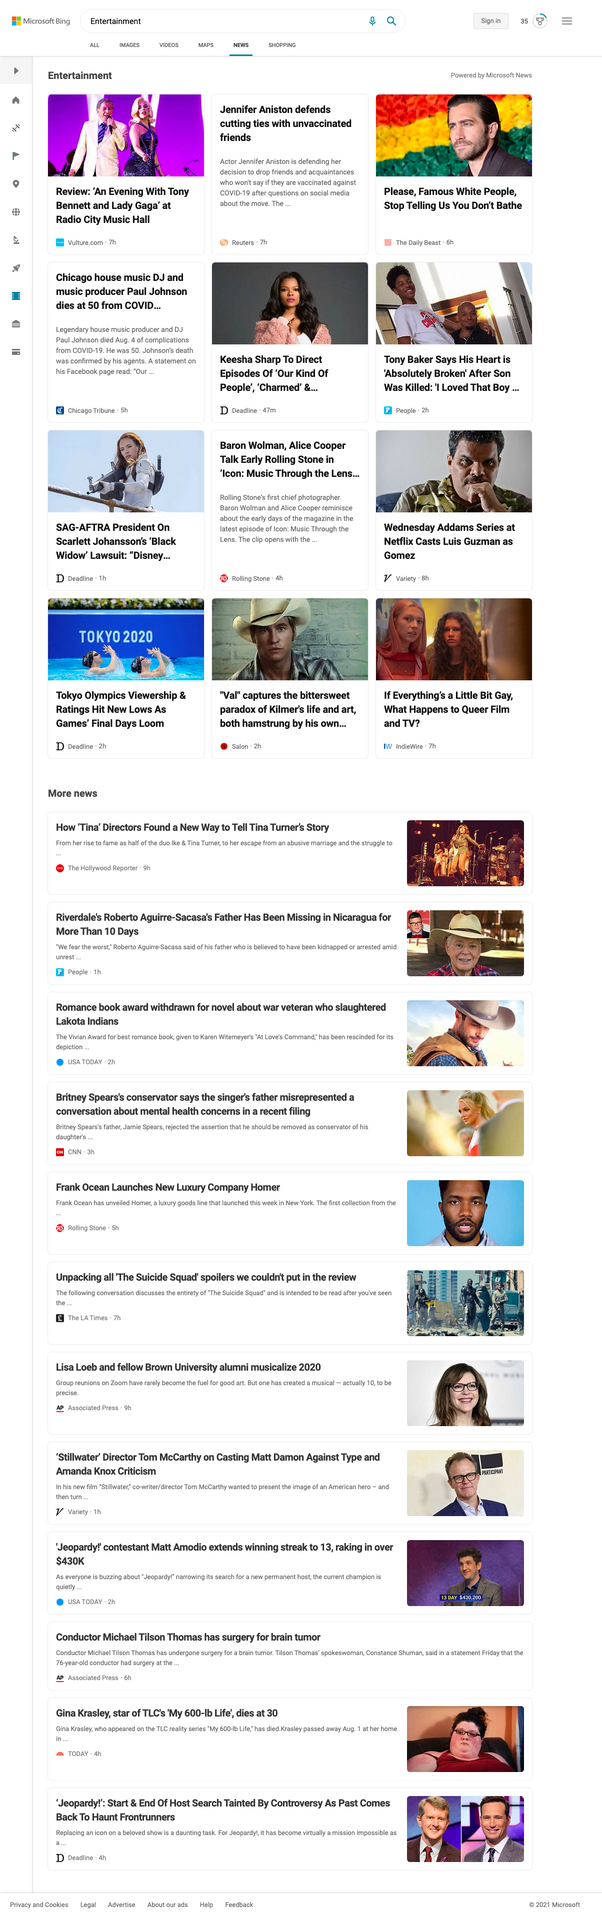 Microsoft Bing
Entertainment
Sign in
35
ALL
IMAGES
VIDEOS
MAPS
NEWS
SHOPPING
Entertainment
Powered by Microsoft News
Review: ‘An Evening With Tony
Bennett and Lady Gaga’ at
Radio City Music Hall
Vulture.com · 7h
Jennifer Aniston defends
cutting ties with unvaccinated
friends
Actor Jennifer Aniston is defending her
decision to drop friends and acquaintances
who won't say if they are vaccinated against
COVID-19 after questions on social media
about the move. The ...
Reuters · 7h
Please, Famous White People,
Stop Telling Us You Don’t Bathe
The Daily Beast · 6h
Chicago house music DJ and
music producer Paul Johnson
dies at 50 from COVID...
Legendary house music producer and DJ
Paul Johnson died Aug. 4 of complications
from COVID-19. He was 50. Johnson's death
was confirmed by his agents. A statement on
his Facebook page read: “Our ...
Chicago Tribune · 5h
Keesha Sharp To Direct
Episodes Of ‘Our Kind Of
People’, ‘Charmed’ &...
Deadline · 47m
Tony Baker Says His Heart is
'Absolutely Broken' After Son
Was Killed: 'I Loved That Boy ...
People · 2h
SAG-AFTRA President On
Scarlett Johansson’s ‘Black
Widow’ Lawsuit: “Disney...
Deadline · 1h
Baron Wolman, Alice Cooper
Talk Early Rolling Stone in
‘Icon: Music Through the Lens...
Rolling Stone's first chief photographer
Baron Wolman and Alice Cooper reminisce
about the early days of the magazine in the
latest episode of Icon: Music Through the
Lens. The clip opens with the ...
Rolling Stone · 4h
Wednesday Addams Series at
Netflix Casts Luis Guzman as
Gomez
Variety · 8h
TOKYO 2020
Tokyo Olympics Viewership &
Ratings Hit New Lows As
Games’ Final Days Loom
Deadline · 2h
"Val" captures the bittersweet
paradox of Kilmer's life and art,
both hamstrung by his own...
Salon · 2h
If Everything’s a Little Bit Gay,
What Happens to Queer Film
and TV?
IndieWire · 7h
More news
How ‘Tina’ Directors Found a New Way to Tell Tina Turner’s Story
From her rise to fame as half of the duo Ike & Tina Turner, to her escape from an abusive marriage and the struggle to
...
The Hollywood Reporter · 9h
Riverdale's Roberto Aguirre-Sacasa's Father Has Been Missing in Nicaragua for
More Than 10 Days
"We fear the worst," Roberto Aguirre-Sacasa said of his father who is believed to have been kidnapped or arrested amid
unrest ...
People · 1h
Romance book award withdrawn for novel about war veteran who slaughtered
Lakota Indians
The Vivian Award for best romance book, given to Karen Witemeyer's "At Love's Command," has been rescinded for its
depiction ...
USA TODAY · 2h
Britney Spears's conservator says the singer's father misrepresented a
conversation about mental health concerns in a recent filing
Britney Spears's father, Jamie Spears, rejected the assertion that he should be removed as conservator of his
daughter's ...
CNN · 3h
Frank Ocean Launches New Luxury Company Homer
Frank Ocean has unveiled Homer, a luxury goods line that launched this week in New York. The first collection from the
...
Rolling Stone · 5h
Unpacking all 'The Suicide Squad' spoilers we couldn't put in the review
The following conversation discusses the entirety of "The Suicide Squad" and is intended to be read after you've seen
the ...
The LA Times · 7h
Lisa Loeb and fellow Brown University alumni musicalize 2020
Group reunions on Zoom have rarely become the fuel for good art. But one has created a musical — actually 10, to be
precise.
Associated Press · 9h
‘Stillwater’ Director Tom McCarthy on Casting Matt Damon Against Type and
Amanda Knox Criticism
In his new film “Stillwater,” co-writer/director Tom McCarthy wanted to present the image of an American hero – and
then turn ...
Variety · 1h
PARTICIPANT
'Jeopardy!' contestant Matt Amodio extends winning streak to 13, raking in over
$430K
As everyone is buzzing about "Jeopardy!" narrowing its search for a new permanent host, the current champion is
quietly ...
USA TODAY · 2h
13 DAY $430,200
Conductor Michael Tilson Thomas has surgery for brain tumor
Conductor Michael Tilson Thomas has undergone surgery for a brain tumor. Tilson Thomas' spokeswoman, Constance Shuman, said in a statement Friday that the
76-year-old conductor had surgery at the ...
Associated Press · 6h
Gina Krasley, star of TLC's 'My 600-lb Life', dies at 30
Gina Krasley, who appeared on the TLC reality series "My 600-lb Life," has died.Krasley passed away Aug. 1 at her home
in ...
TODAY · 4h
‘Jeopardy!’: Start & End Of Host Search Tainted By Controversy As Past Comes
Back To Haunt Frontrunners
Replacing an icon on a beloved show is a daunting task. For Jeopardy!, it has become virtually a mission impossible as
a ...
Deadline · 4h
Privacy and Cookies
Legal
Advertise
About our ads
Help
Feedback
© 2021 Microsoft